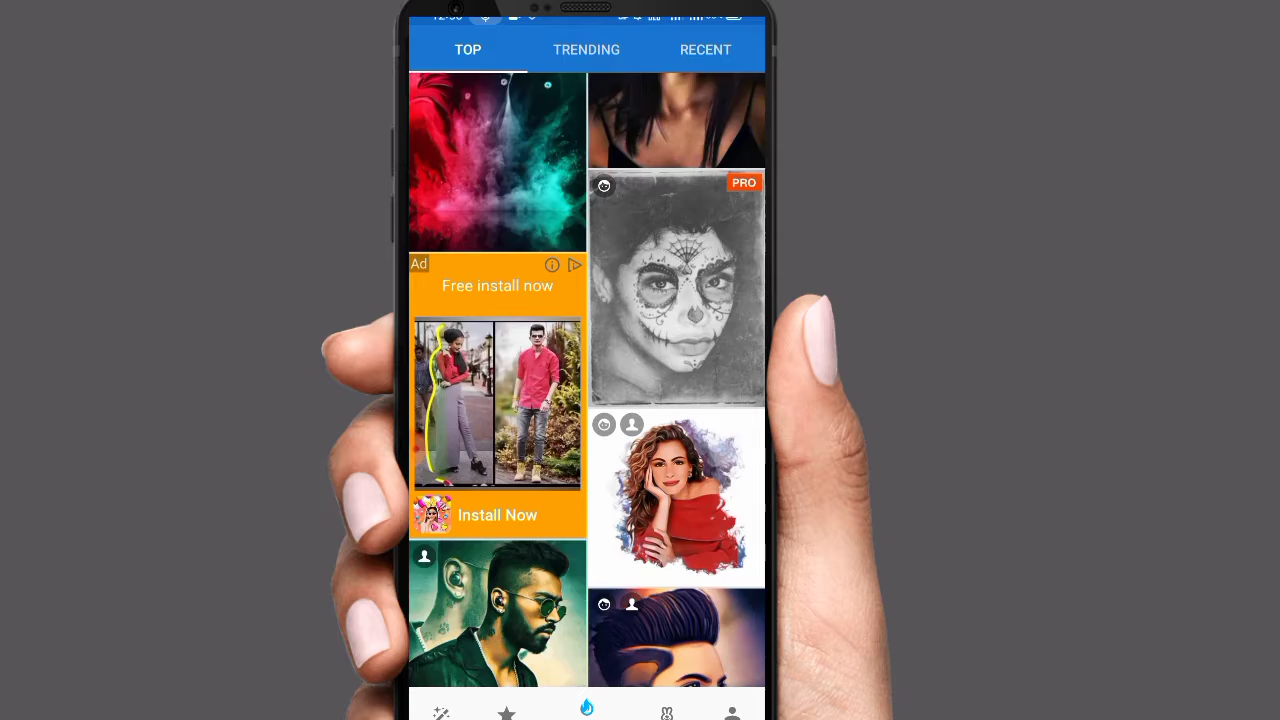 TOP
TRENDING
RECENT
PRO
Ad
Free install now
Install Now